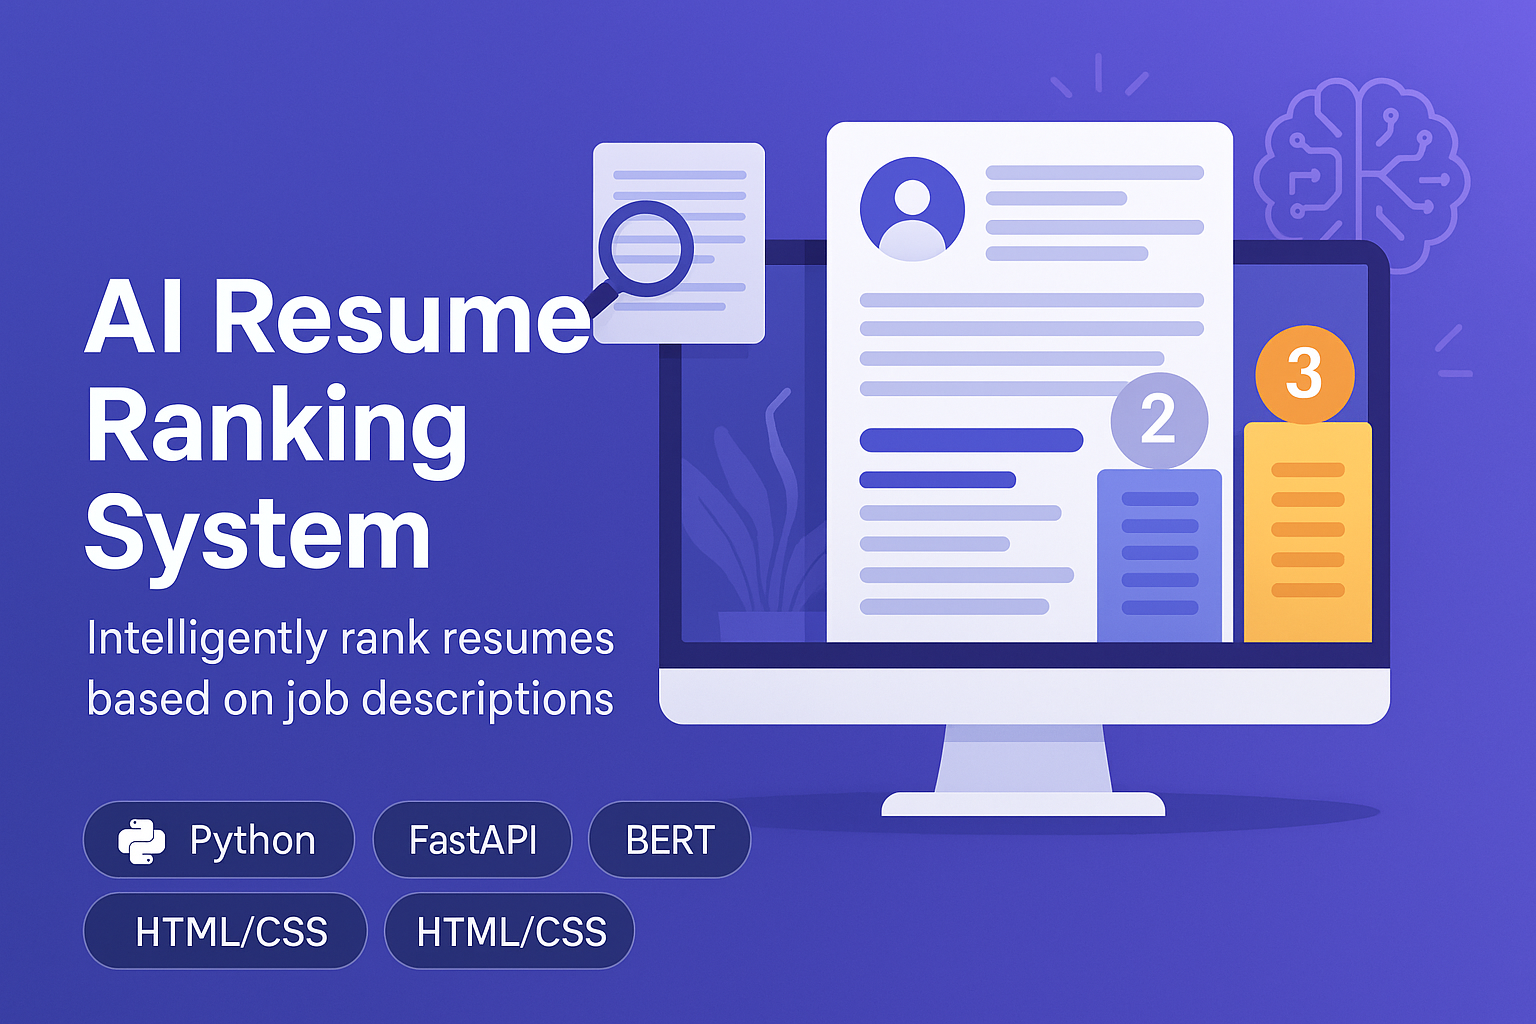 AI Resume
Ranking
System
Intelligently rank resumes
based on job descriptions
Python
FastAPI
BERT
HTML/CSS
HTML/CSS
2
3